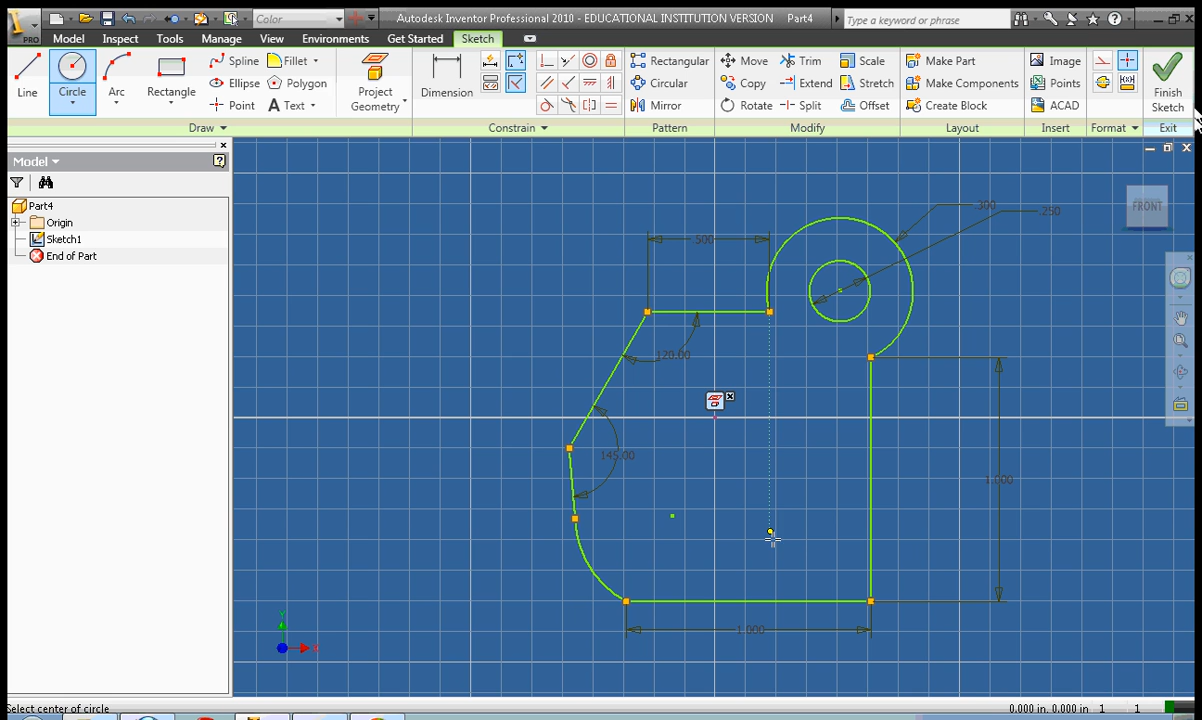 Color
Autodesk Inventor Professional 2010 - EDUCATIONAL INSTITUTION VERSION Part4
Type a keyword or phrase
PRO
Model Inspect Tools Manage View Environments Get Started Sketch
Line Circle Arc Rectangle
Spline Fillet
Ellipse Polygon
Point Text
Project Geometry
Dimension
Rectangular
Circular
Mirror
Move Trim Scale
Copy Extend Stretch
Rotate Split Offset
Make Part
Make Components
Create Block
Image
Points
ACAD
Finish Sketch
Draw Constrain Pattern Modify Layout Insert Format Exit
Model
Part4
Origin
Sketch1
End of Part
FRONT
.300
.250
.500
120.00
145.00
1.000
1.000
Y
X
Select center of circle
0.000 in. 0.000 in 1 1